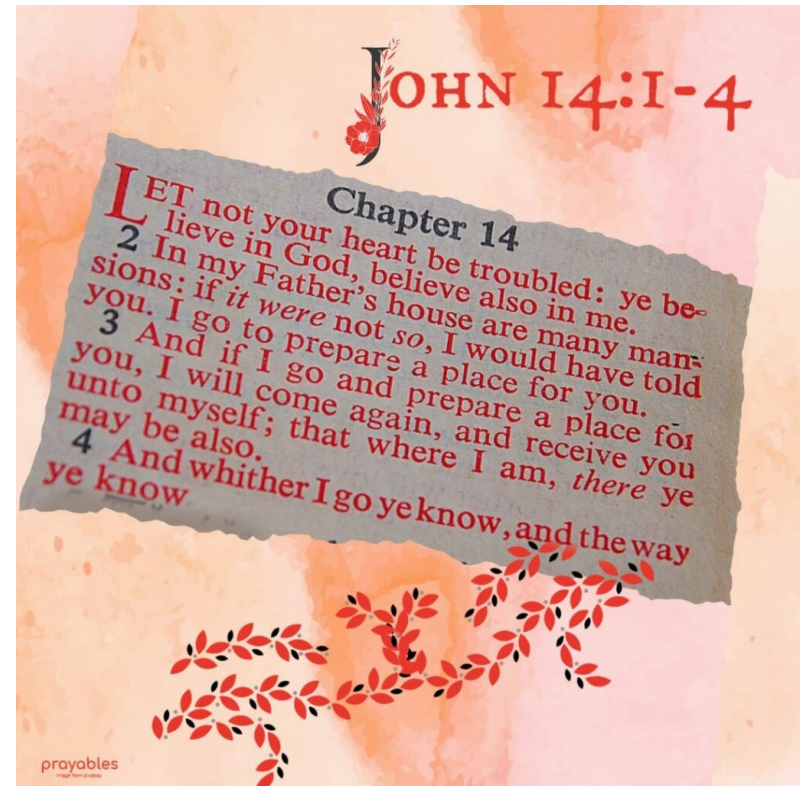 JOHN 14:1-4
Chapter 14
LET not your heart be troubled: ye be-
lieve in God, believe also in me.
2 In my Father's house are many man-
sions: if it were not so, I would have told
you. I go to prepare a place for you.
3 And if I go and prepare a place for
you, I will come again, and receive you
unto myself; that where I am, there ye
may be also.
4 And whither I go ye know, and the way
ye know
prayables
image from pixabay